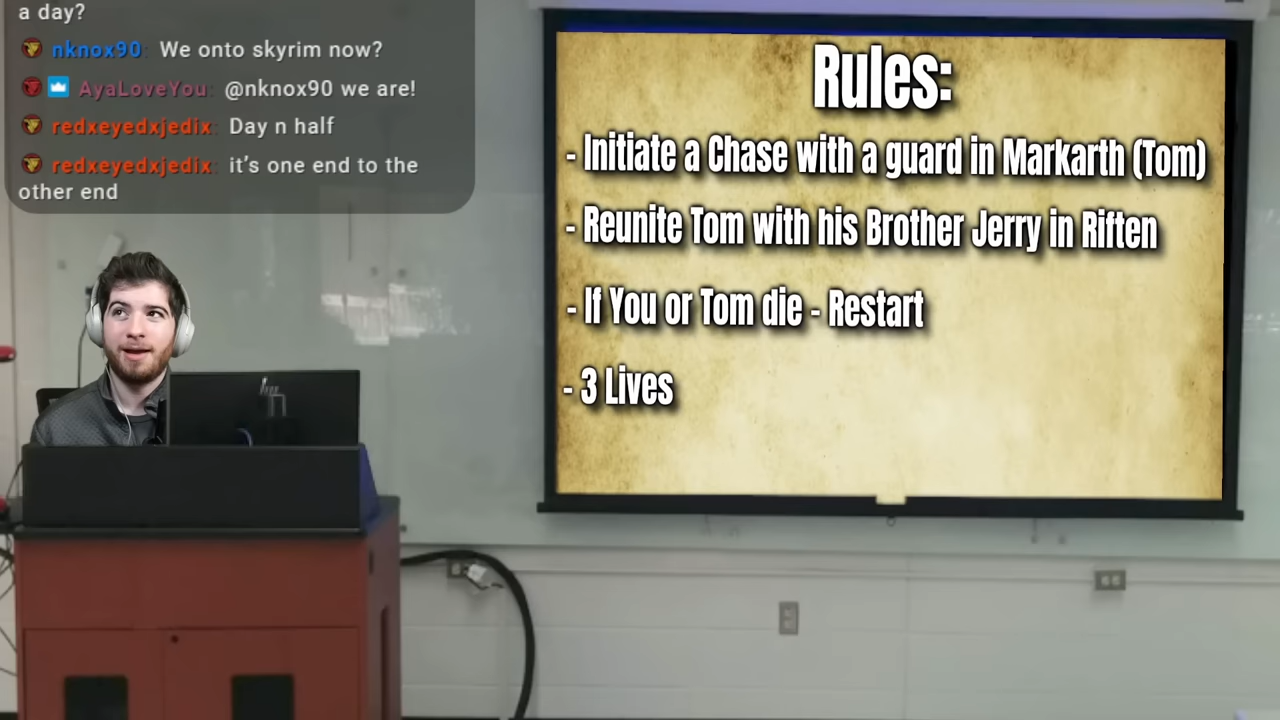 a day?
nknox90: We onto skyrim now?
AyaLoveYou: @nknox90 we are!
redxeyedxjedix: Day n half
redxeyedxjedix: it's one end to the
other end
Rules:
- Initiate a Chase with a guard in Markarth (Tom)
- Reunite Tom with his Brother Jerry in Riften
- If You or Tom die - Restart
- 3 Lives